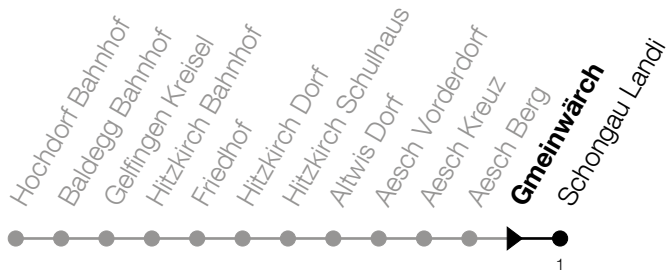 Hochdorf Bahnhof
Baldegg Bahnhof
Gelfingen Kreisel
Hitzkirch Bahnhof
Friedhof
Hitzkirch Dorf
Hitzkirch Schulhaus
Altwis Dorf
Aesch Vorderdorf
Aesch Kreuz
Aesch Berg
Gmeinwärch
Schongau Landi
1